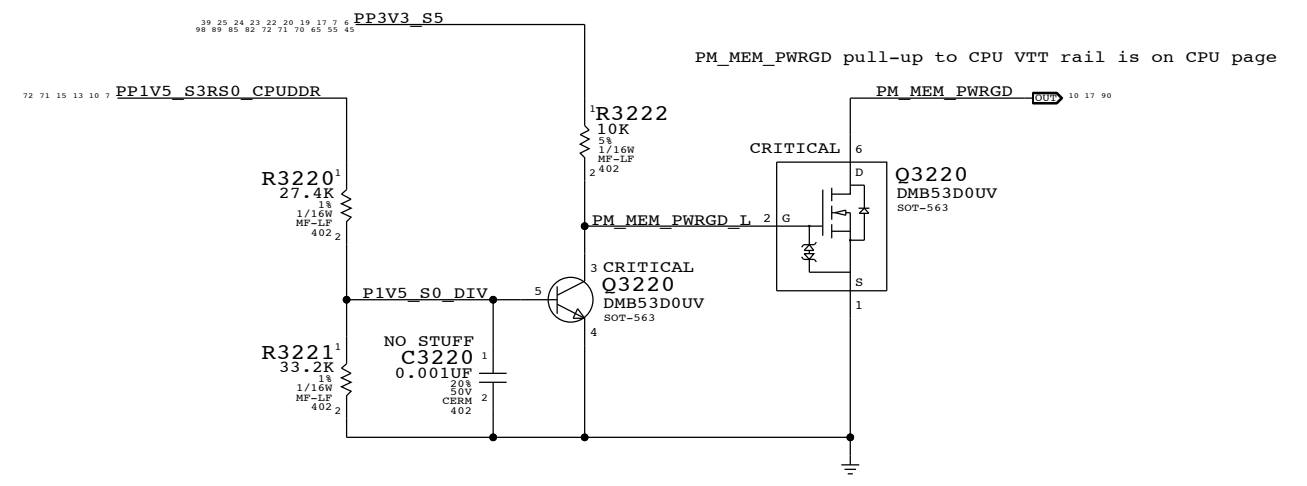 39 25 24 23 22 20 19 17 7 6
98 89 85 82 72 71 70 65 55 45
PP3V3_S5
PM_MEM_PWRGD pull-up to CPU VTT rail is on CPU page
72 71 15 13 10 7
PP1V5_S3RS0_CPUDDR
PM_MEM_PWRGD
OUT
10 17 90
1
R3222
10K
5%
1/16W
MF-LF
402
2
CRITICAL
6
D
Q3220
DMB53D0UV
SOT-563
R3220
1
27.4K
1%
1/16W
MF-LF
402
2
PM_MEM_PWRGD_L
2
G
S
1
3
CRITICAL
Q3220
DMB53D0UV
SOT-563
P1V5_S0_DIV
5
4
R3221
1
33.2K
1%
1/16W
MF-LF
402
2
NO STUFF
C3220
1
0.001UF
20%
50V
CERM
402
2